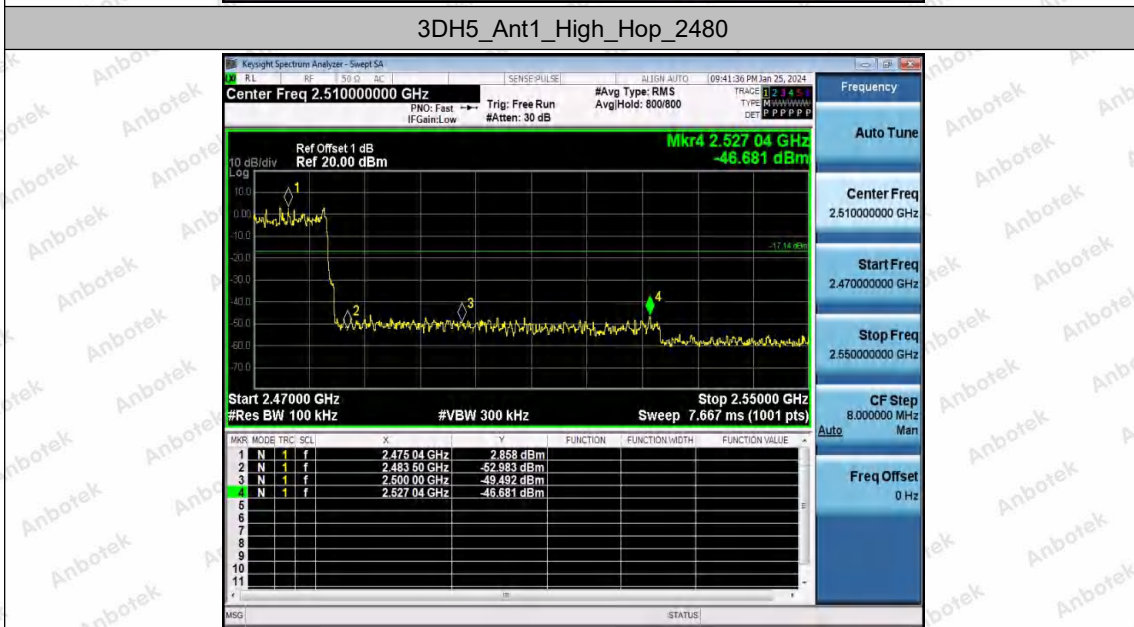 3DH5_Ant1_High_Hop_2480
Keysight Spectrum Analyzer - Swept SA
RL RF 50 Ω AC SENSE:PULSE ALIGN AUTO 09:41:36 PM Jan 25, 2024
Center Freq 2.510000000 GHz
PNO: Fast
IFGain:Low
Trig: Free Run
#Atten: 30 dB
#Avg Type: RMS
Avg|Hold: 800/800
TRACE 1 2 3 4 5 6
TYPE M W W W W W
DET P P P P P P
Mkr4 2.527 04 GHz
-46.681 dBm
Ref Offset 1 dB
Ref 20.00 dBm
10 dB/div
Log
10.0
0.00
-10.0
-20.0
-30.0
-40.0
-50.0
-60.0
-70.0
1
2
3
4
-17.14 dBm
Start 2.47000 GHz
Stop 2.55000 GHz
#Res BW 100 kHz #VBW 300 kHz Sweep 7.667 ms (1001 pts)
MKR MODE TRC SCL X Y FUNCTION FUNCTION WIDTH FUNCTION VALUE
1 N 1 f 2.475 04 GHz 2.858 dBm
2 N 1 f 2.483 50 GHz -52.983 dBm
3 N 1 f 2.500 00 GHz -49.492 dBm
4 N 1 f 2.527 04 GHz -46.681 dBm
5
6
7
8
9
10
11
MSG STATUS
Frequency
Auto Tune
Center Freq
2.510000000 GHz
Start Freq
2.470000000 GHz
Stop Freq
2.550000000 GHz
CF Step
8.000000 MHz
Auto Man
Freq Offset
0 Hz
Anbotek